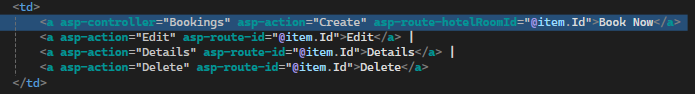 <td>
<a asp-controller="Bookings" asp-action="Create" asp-route-hotelRoomId="@item.Id">Book Now</a>
<a asp-action="Edit" asp-route-id="@item.Id">Edit</a> |
<a asp-action="Details" asp-route-id="@item.Id">Details</a> |
<a asp-action="Delete" asp-route-id="@item.Id">Delete</a>
</td>